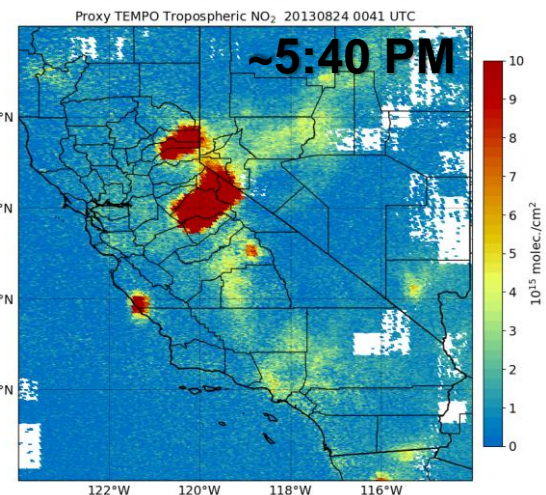 Proxy TEMPO Tropospheric NO₂ 20130824 0041 UTC
~5:40 PM
°N
°N
°N
°N
122°W 120°W 118°W 116°W
10
9
8
7
6
5
4
3
2
1
0
10¹⁵ molec./cm²